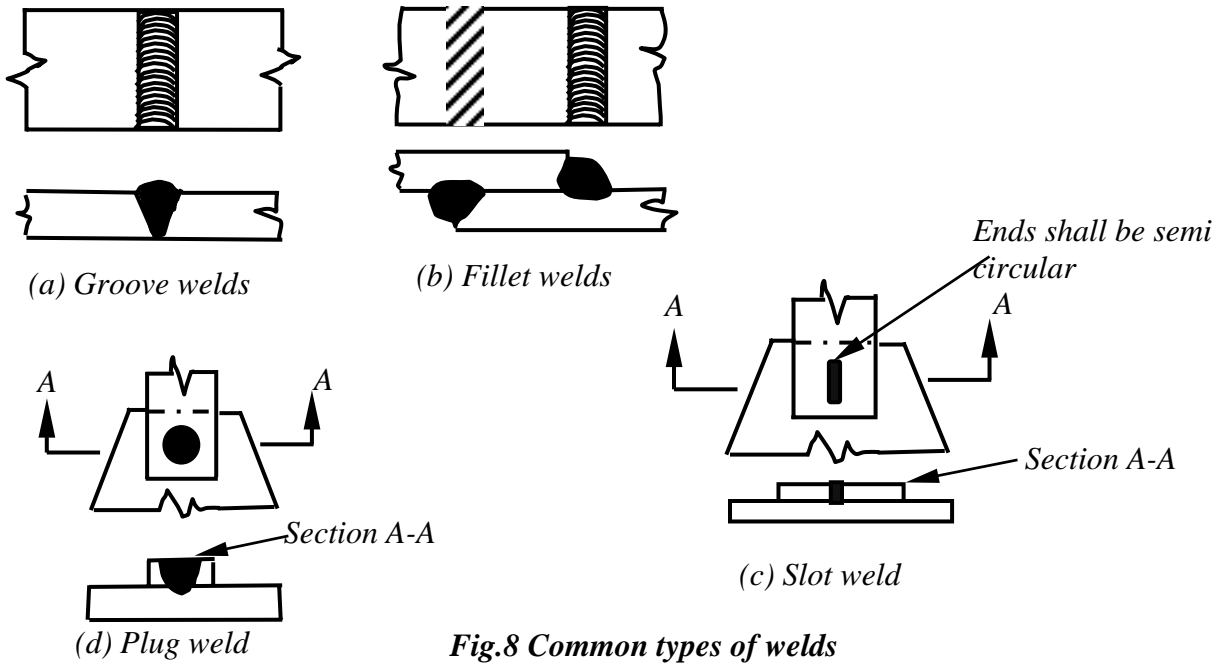 (a) Groove welds
(b) Fillet welds
Ends shall be semi
circular
A
A
A
A
Section A-A
Section A-A
(c) Slot weld
(d) Plug weld
Fig.8 Common types of welds